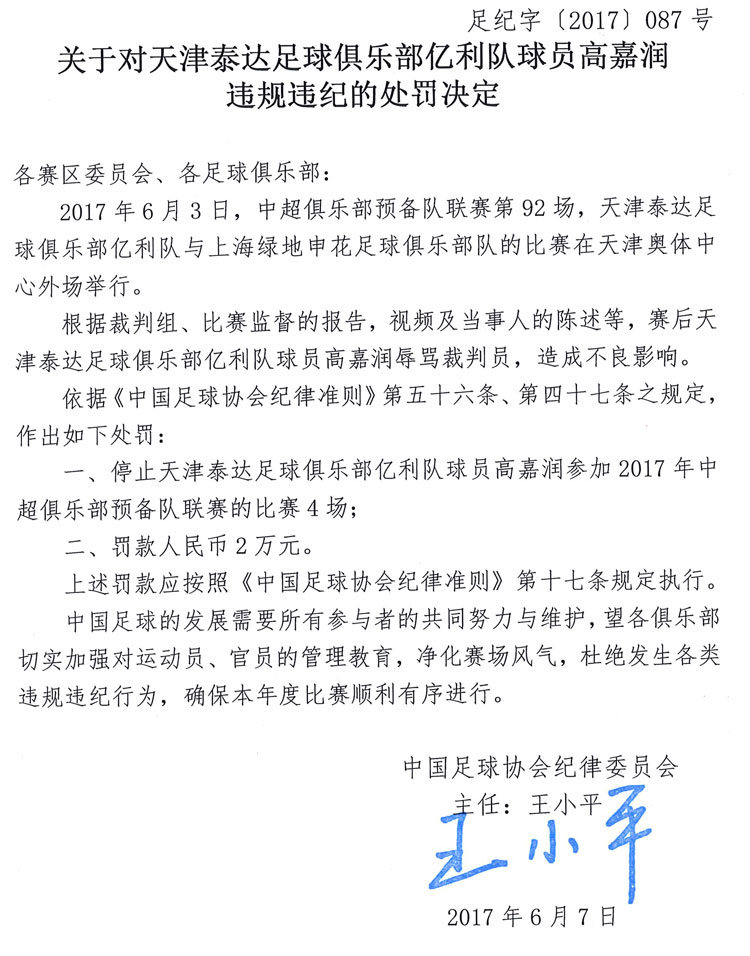 足纪字〔2017〕087号
关于对天津泰达足球俱乐部亿利队球员高嘉润
违规违纪的处罚决定
各赛区委员会、各足球俱乐部：
2017年6月3日，中超俱乐部预备队联赛第92场，天津泰达足
球俱乐部亿利队与上海绿地申花足球俱乐部队的比赛在天津奥体中
心外场举行。
根据裁判组、比赛监督的报告，视频及当事人的陈述等，赛后天
津泰达足球俱乐部亿利队球员高嘉润辱骂裁判员，造成不良影响。
依据《中国足球协会纪律准则》第五十六条、第四十七条之规定，
作出如下处罚：
一、停止天津泰达足球俱乐部亿利队球员高嘉润参加2017年中
超俱乐部预备队联赛的比赛4场；
二、罚款人民币2万元。
上述罚款应按照《中国足球协会纪律准则》第十七条规定执行。
中国足球的发展需要所有参与者的共同努力与维护，望各俱乐部
切实加强对运动员、官员的管理教育，净化赛场风气，杜绝发生各类
违规违纪行为，确保本年度比赛顺利有序进行。
中国足球协会纪律委员会
主任：王小平
王小平
2017年6月7日